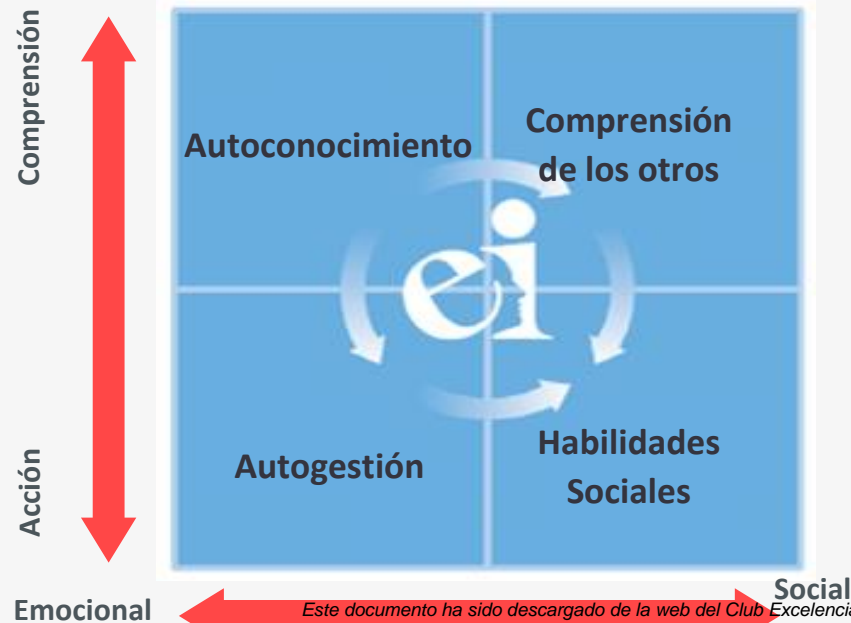 Comprensión
Autoconocimiento
Comprensión
de los otros
ei
Acción
Autogestión
Habilidades
Sociales
Emocional
Social
Este documento ha sido descargado de la web del Club Excelencia